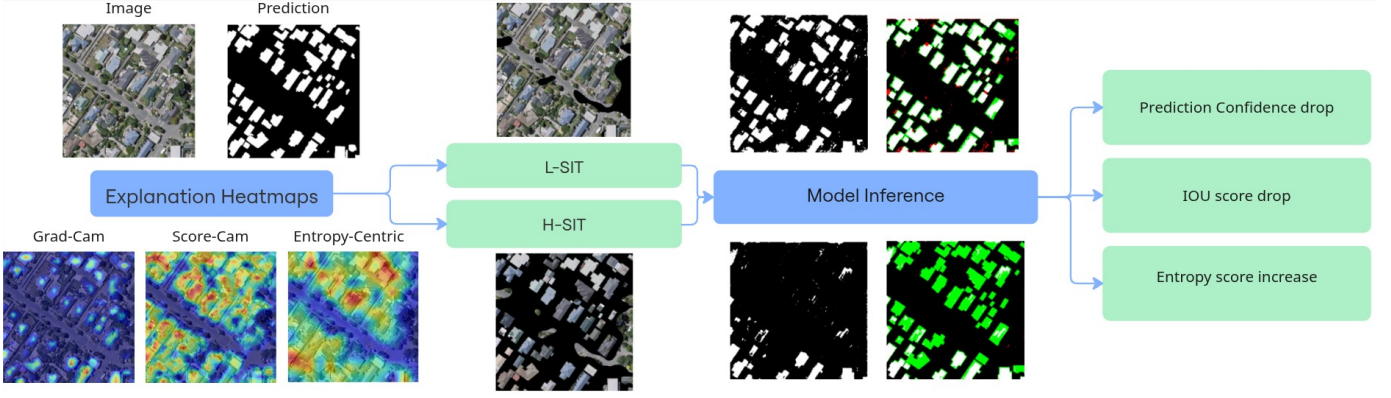 Image
Prediction
Explanation Heatmaps
Grad-Cam
Score-Cam
Entropy-Centric
L-SIT
H-SIT
Model Inference
Prediction Confidence drop
IOU score drop
Entropy score increase